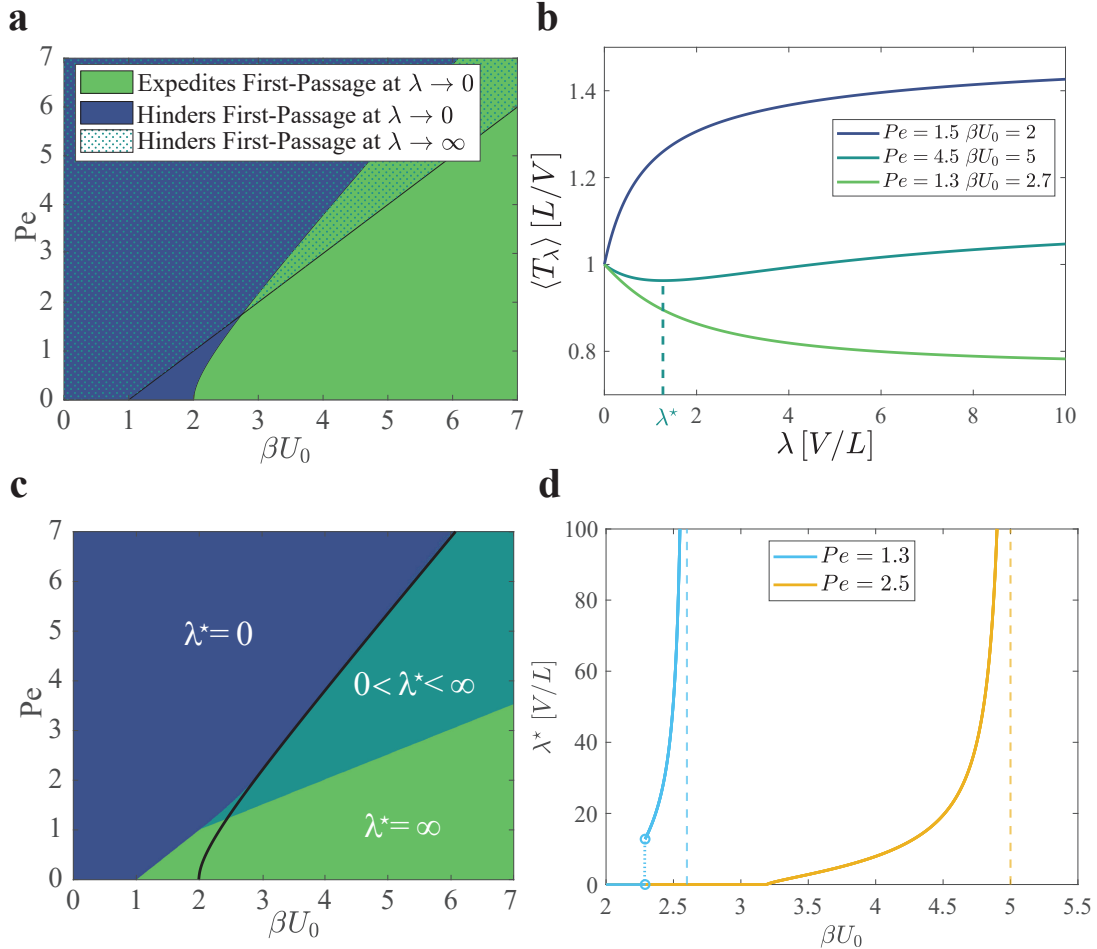 a
7
6
5
4
3
2
1
0
Pe
0 1 2 3 4 5 6 7
βU₀
Expedites First-Passage at λ → 0
Hinders First-Passage at λ → 0
Hinders First-Passage at λ → ∞
b
1.4
1.2
1
0.8
⟨T_λ⟩ [L/V]
0 λ* 2 4 6 8 10
λ [V/L]
Pe = 1.5 βU₀ = 2
Pe = 4.5 βU₀ = 5
Pe = 1.3 βU₀ = 2.7
c
7
6
5
4
3
2
1
0
Pe
λ*= 0
0 < λ*< ∞
λ*= ∞
0 1 2 3 4 5 6 7
βU₀
d
100
80
60
40
20
0
λ* [V/L]
Pe = 1.3
Pe = 2.5
2 2.5 3 3.5 4 4.5 5 5.5
βU₀